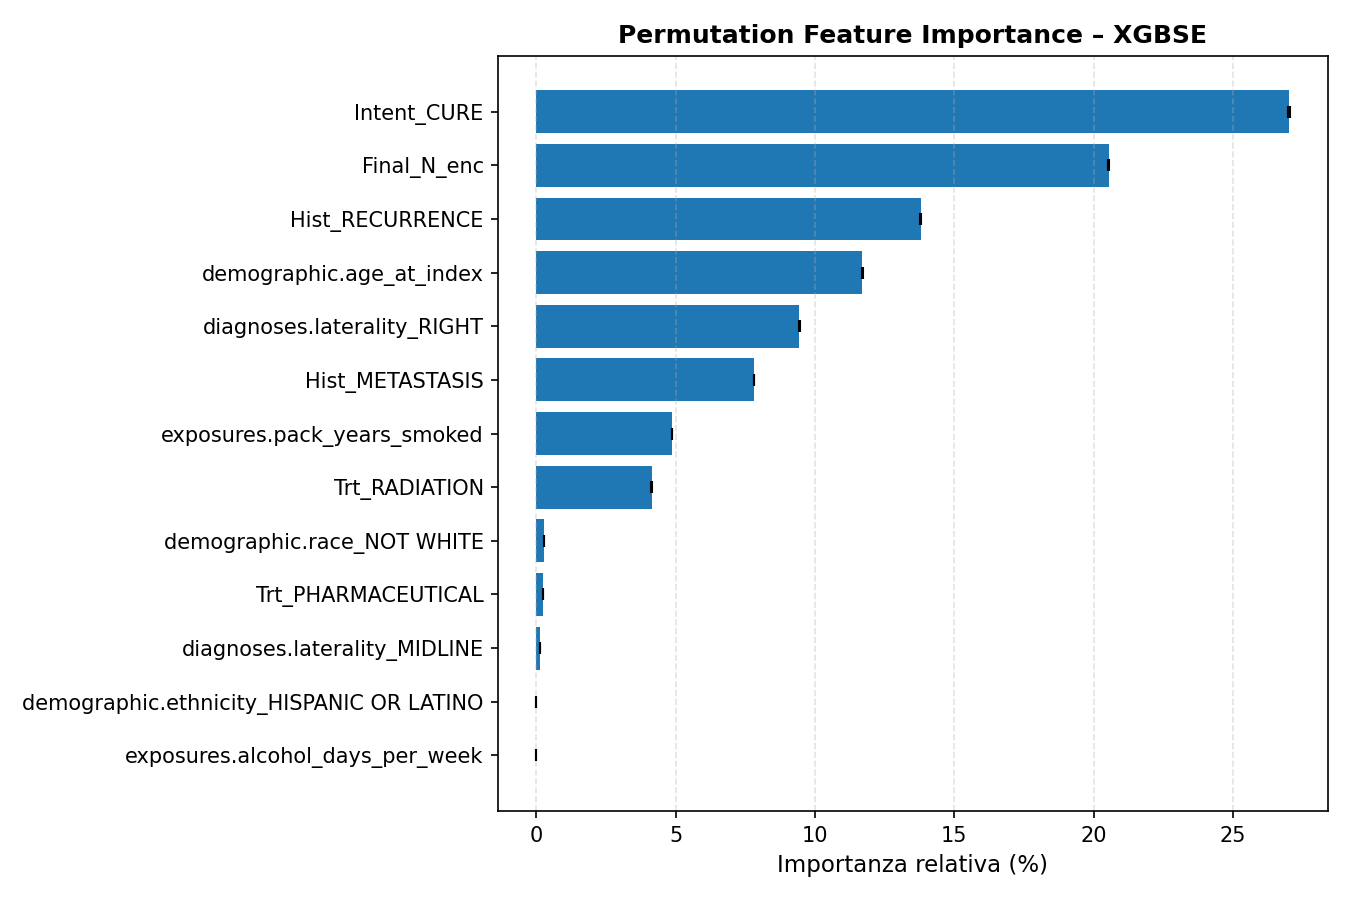 Permutation Feature Importance – XGBSE
Intent_CURE
Final_N_enc
Hist_RECURRENCE
demographic.age_at_index
diagnoses.laterality_RIGHT
Hist_METASTASIS
exposures.pack_years_smoked
Trt_RADIATION
demographic.race_NOT WHITE
Trt_PHARMACEUTICAL
diagnoses.laterality_MIDLINE
demographic.ethnicity_HISPANIC OR LATINO
exposures.alcohol_days_per_week
0 5 10 15 20 25
Importanza relativa (%)